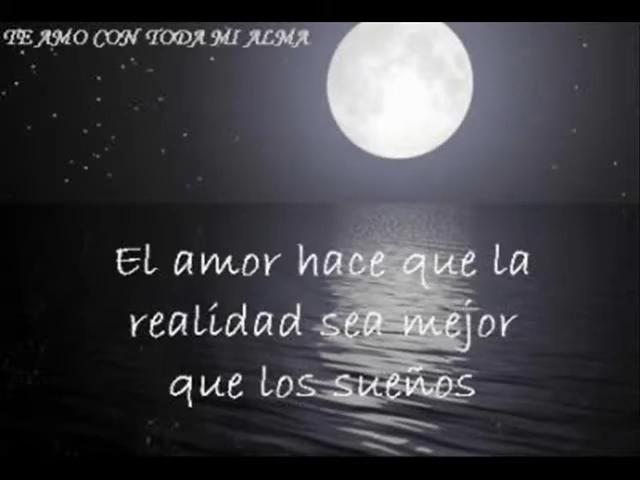 TE AMO CON TODA MI ALMA
El amor hace que la
realidad sea mejor
que los sueños